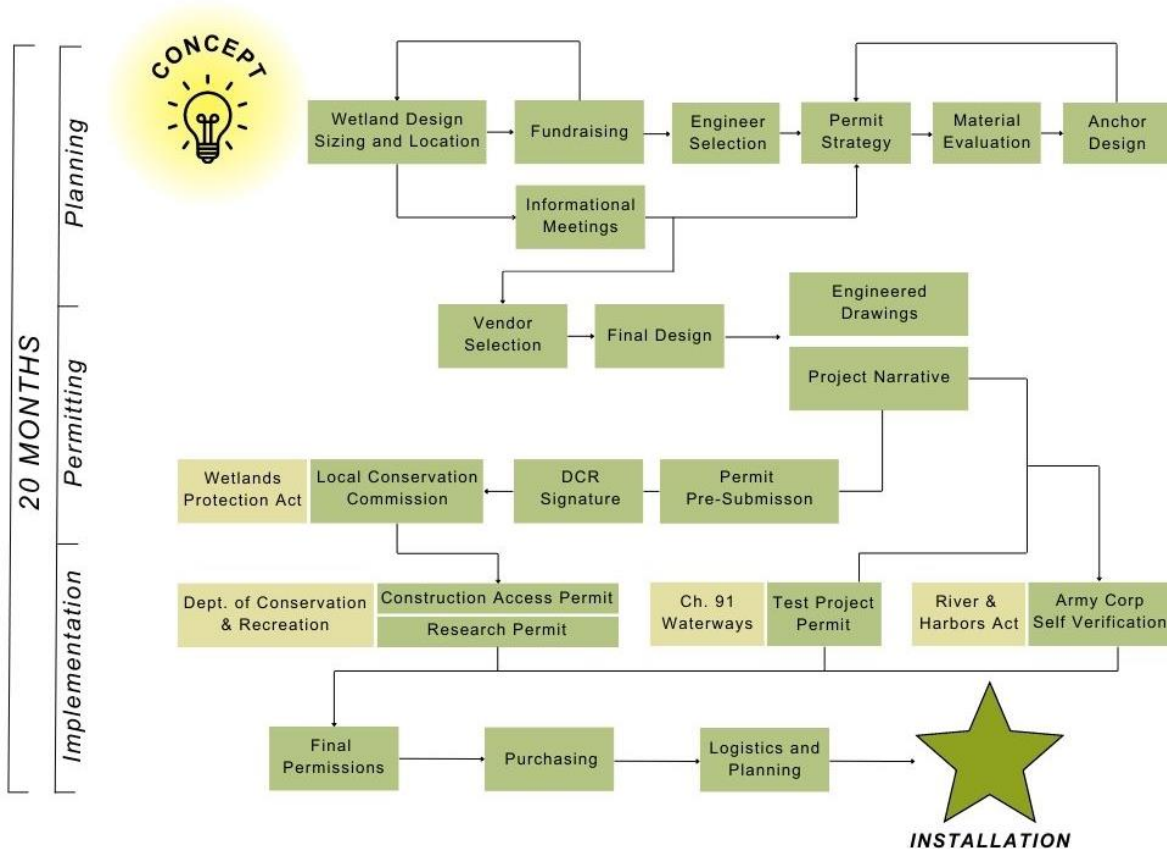 CONCEPT
20 MONTHS
Planning
Wetland Design
Sizing and Location
Fundraising
Engineer
Selection
Permit
Strategy
Material
Evaluation
Anchor
Design
Informational
Meetings
Permitting
Vendor
Selection
Final Design
Engineered
Drawings
Project Narrative
Wetlands
Protection Act
Local Conservation
Commission
DCR
Signature
Permit
Pre-Submisson
Implementation
Dept. of Conservation
& Recreation
Construction Access Permit
Research Permit
Ch. 91
Waterways
Test Project
Permit
River &
Harbors Act
Army Corp
Self Verification
Final
Permissions
Purchasing
Logistics and
Planning
INSTALLATION